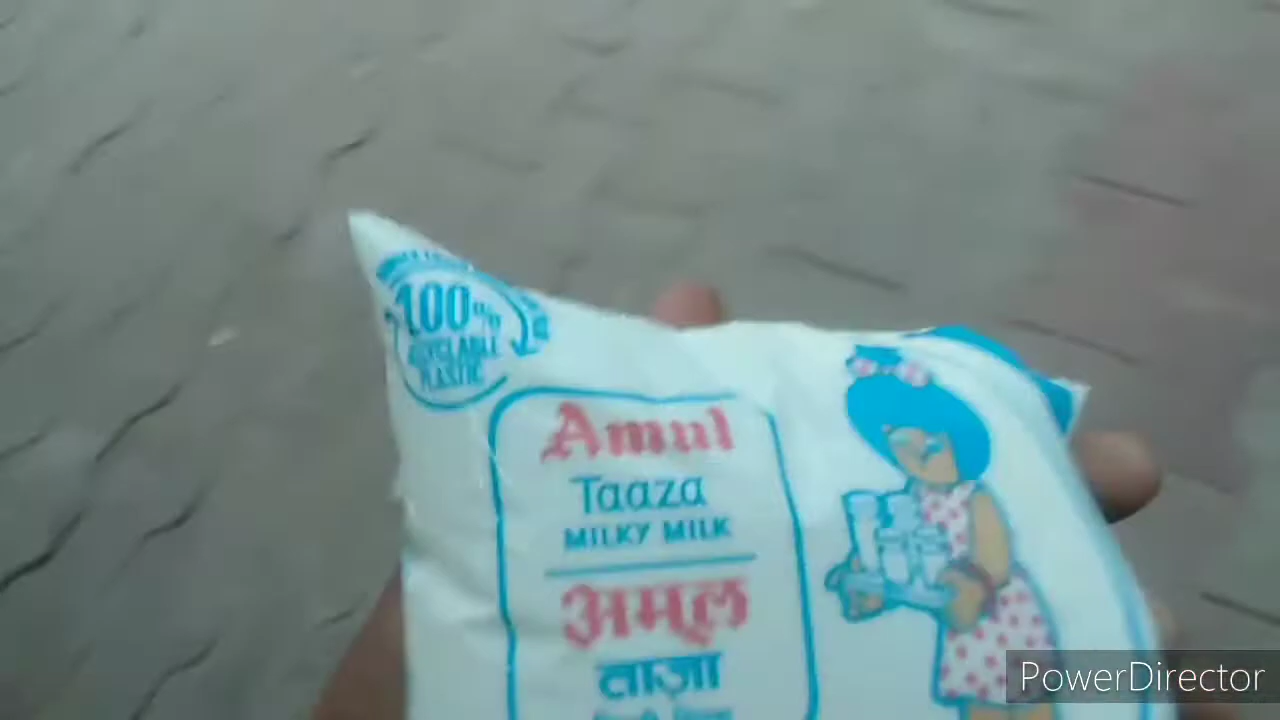 100%
RECYCLABLE
PLASTIC
Amul
Taaza
MILKY MILK
अमूल
ताज़ा
PowerDirector